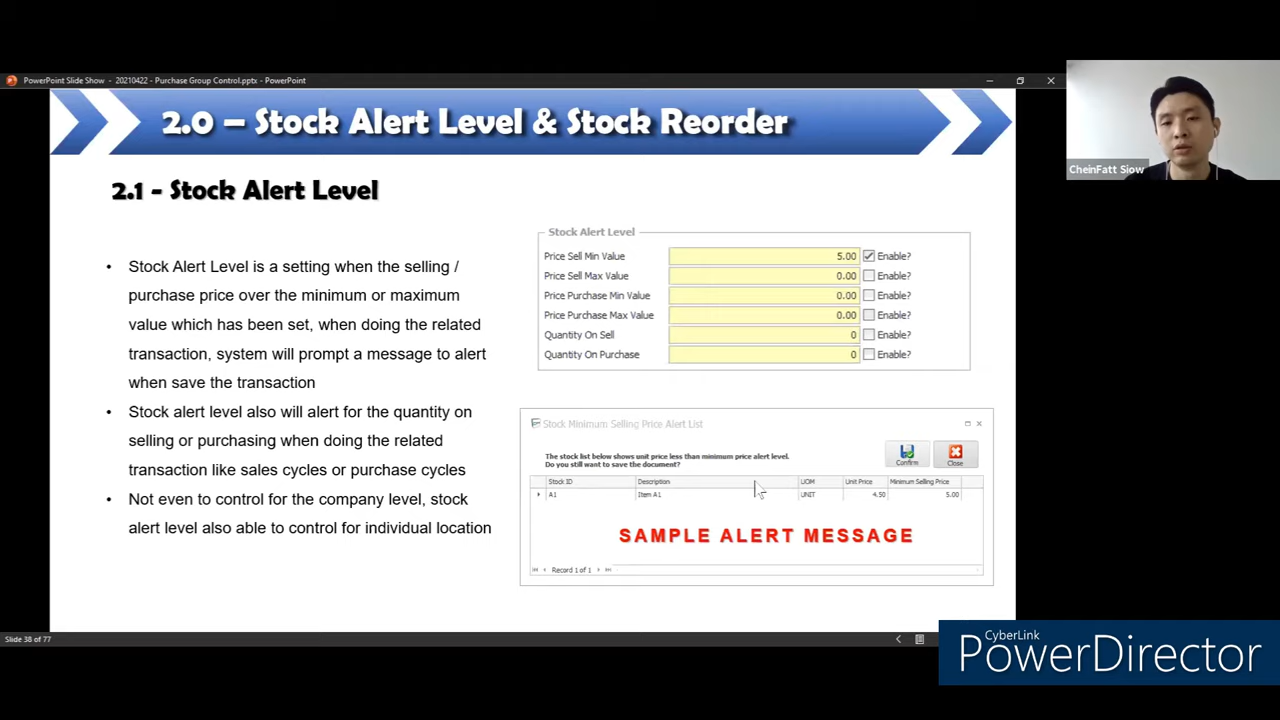 PowerPoint Slide Show - 20210422 - Purchase Group Control.pptx - PowerPoint
2.0 – Stock Alert Level & Stock Reorder
CheinFatt Siow
2.1 - Stock Alert Level
• Stock Alert Level is a setting when the selling /
purchase price over the minimum or maximum
value which has been set, when doing the related
transaction, system will prompt a message to alert
when save the transaction
• Stock alert level also will alert for the quantity on
selling or purchasing when doing the related
transaction like sales cycles or purchase cycles
• Not even to control for the company level, stock
alert level also able to control for individual location
Stock Alert Level
Price Sell Min Value 5.00 Enable?
Price Sell Max Value 0.00 Enable?
Price Purchase Min Value 0.00 Enable?
Price Purchase Max Value 0.00 Enable?
Quantity On Sell 0 Enable?
Quantity On Purchase 0 Enable?
Stock Minimum Selling Price Alert List
The stock list below shows unit price less than minimum price alert level.
Do you still want to save the document?
Confirm Close
Stock ID Description UOM Unit Price Minimum Selling Price
A1 Item A1 UNIT 4.50 5.00
SAMPLE ALERT MESSAGE
Record 1 of 1
Slide 38 of 77
CyberLink
PowerDirector